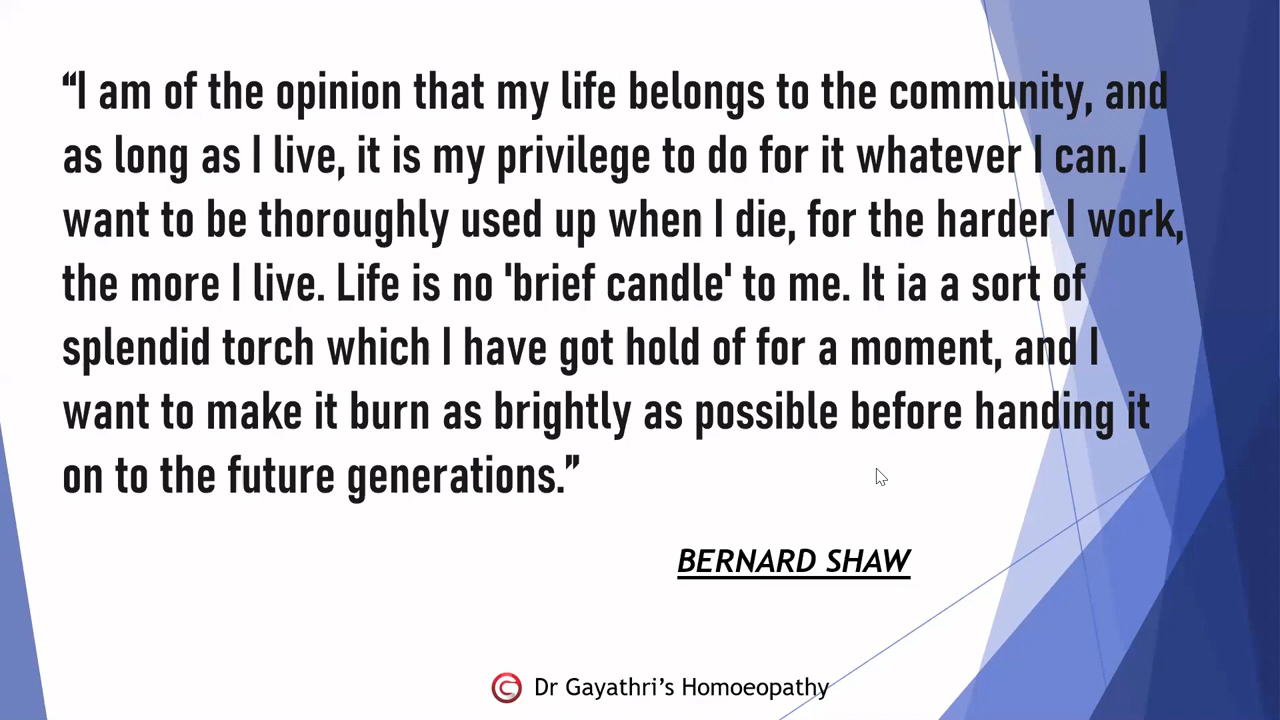 “I am of the opinion that my life belongs to the community, and
as long as I live, it is my privilege to do for it whatever I can. I
want to be thoroughly used up when I die, for the harder I work,
the more I live. Life is no 'brief candle' to me. It ia a sort of
splendid torch which I have got hold of for a moment, and I
want to make it burn as brightly as possible before handing it
on to the future generations.”
BERNARD SHAW
Dr Gayathri’s Homoeopathy